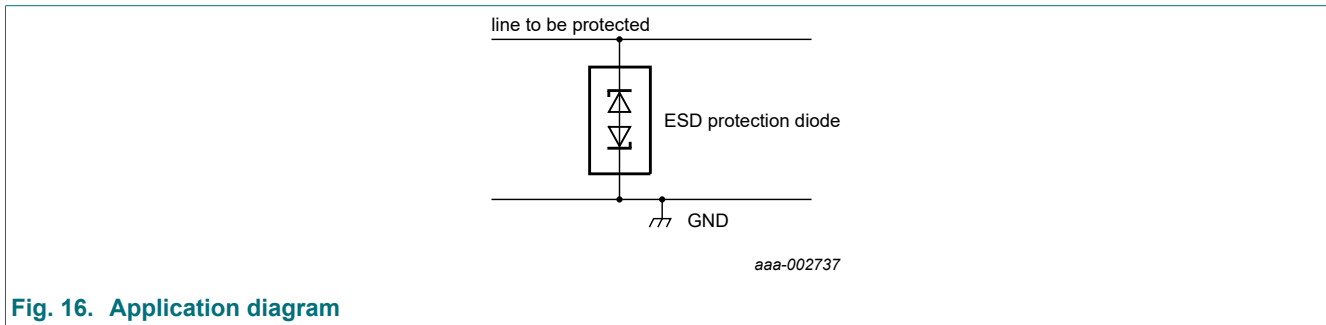 line to be protected
ESD protection diode
GND
aaa-002737
Fig. 16. Application diagram